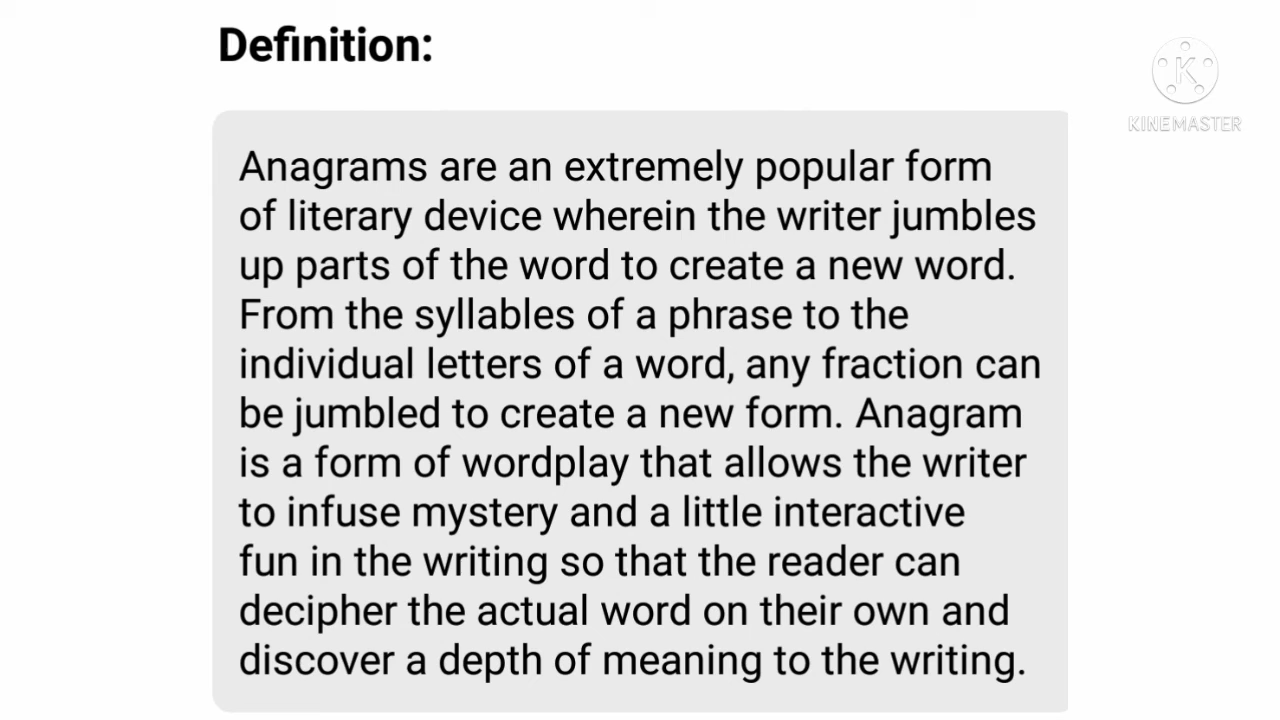 Definition:
KINEMASTER
Anagrams are an extremely popular form
of literary device wherein the writer jumbles
up parts of the word to create a new word.
From the syllables of a phrase to the
individual letters of a word, any fraction can
be jumbled to create a new form. Anagram
is a form of wordplay that allows the writer
to infuse mystery and a little interactive
fun in the writing so that the reader can
decipher the actual word on their own and
discover a depth of meaning to the writing.